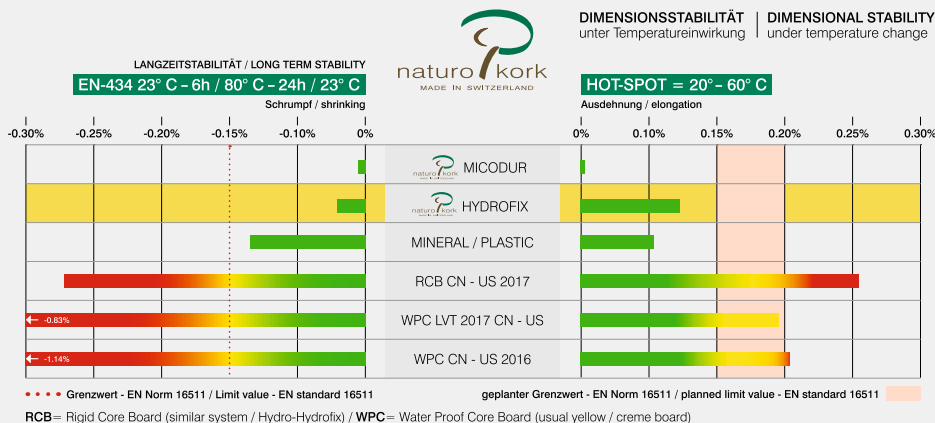 DIMENSIONSSTABILITÄT | DIMENSIONAL STABILITY
unter Temperatureinwirkung | under temperature change
naturo kork
MADE IN SWITZERLAND
LANGZEITSTABILITÄT / LONG TERM STABILITY
EN-434 23° C – 6h / 80° C – 24h / 23° C
Schrumpf / shrinking
HOT-SPOT = 20° – 60° C
Ausdehnung / elongation
-0.30% -0.25% -0.20% -0.15% -0.10% 0%
0% 0.10% 0.15% 0.20% 0.25% 0.30%
naturo kork MICODUR
naturo kork HYDROFIX
MINERAL / PLASTIC
RCB CN - US 2017
-0.83% WPC LVT 2017 CN - US
-1.14% WPC CN - US 2016
Grenzwert - EN Norm 16511 / Limit value - EN standard 16511
geplanter Grenzwert - EN Norm 16511 / planned limit value - EN standard 16511
RCB= Rigid Core Board (similar system / Hydro-Hydrofix) / WPC= Water Proof Core Board (usual yellow / creme board)